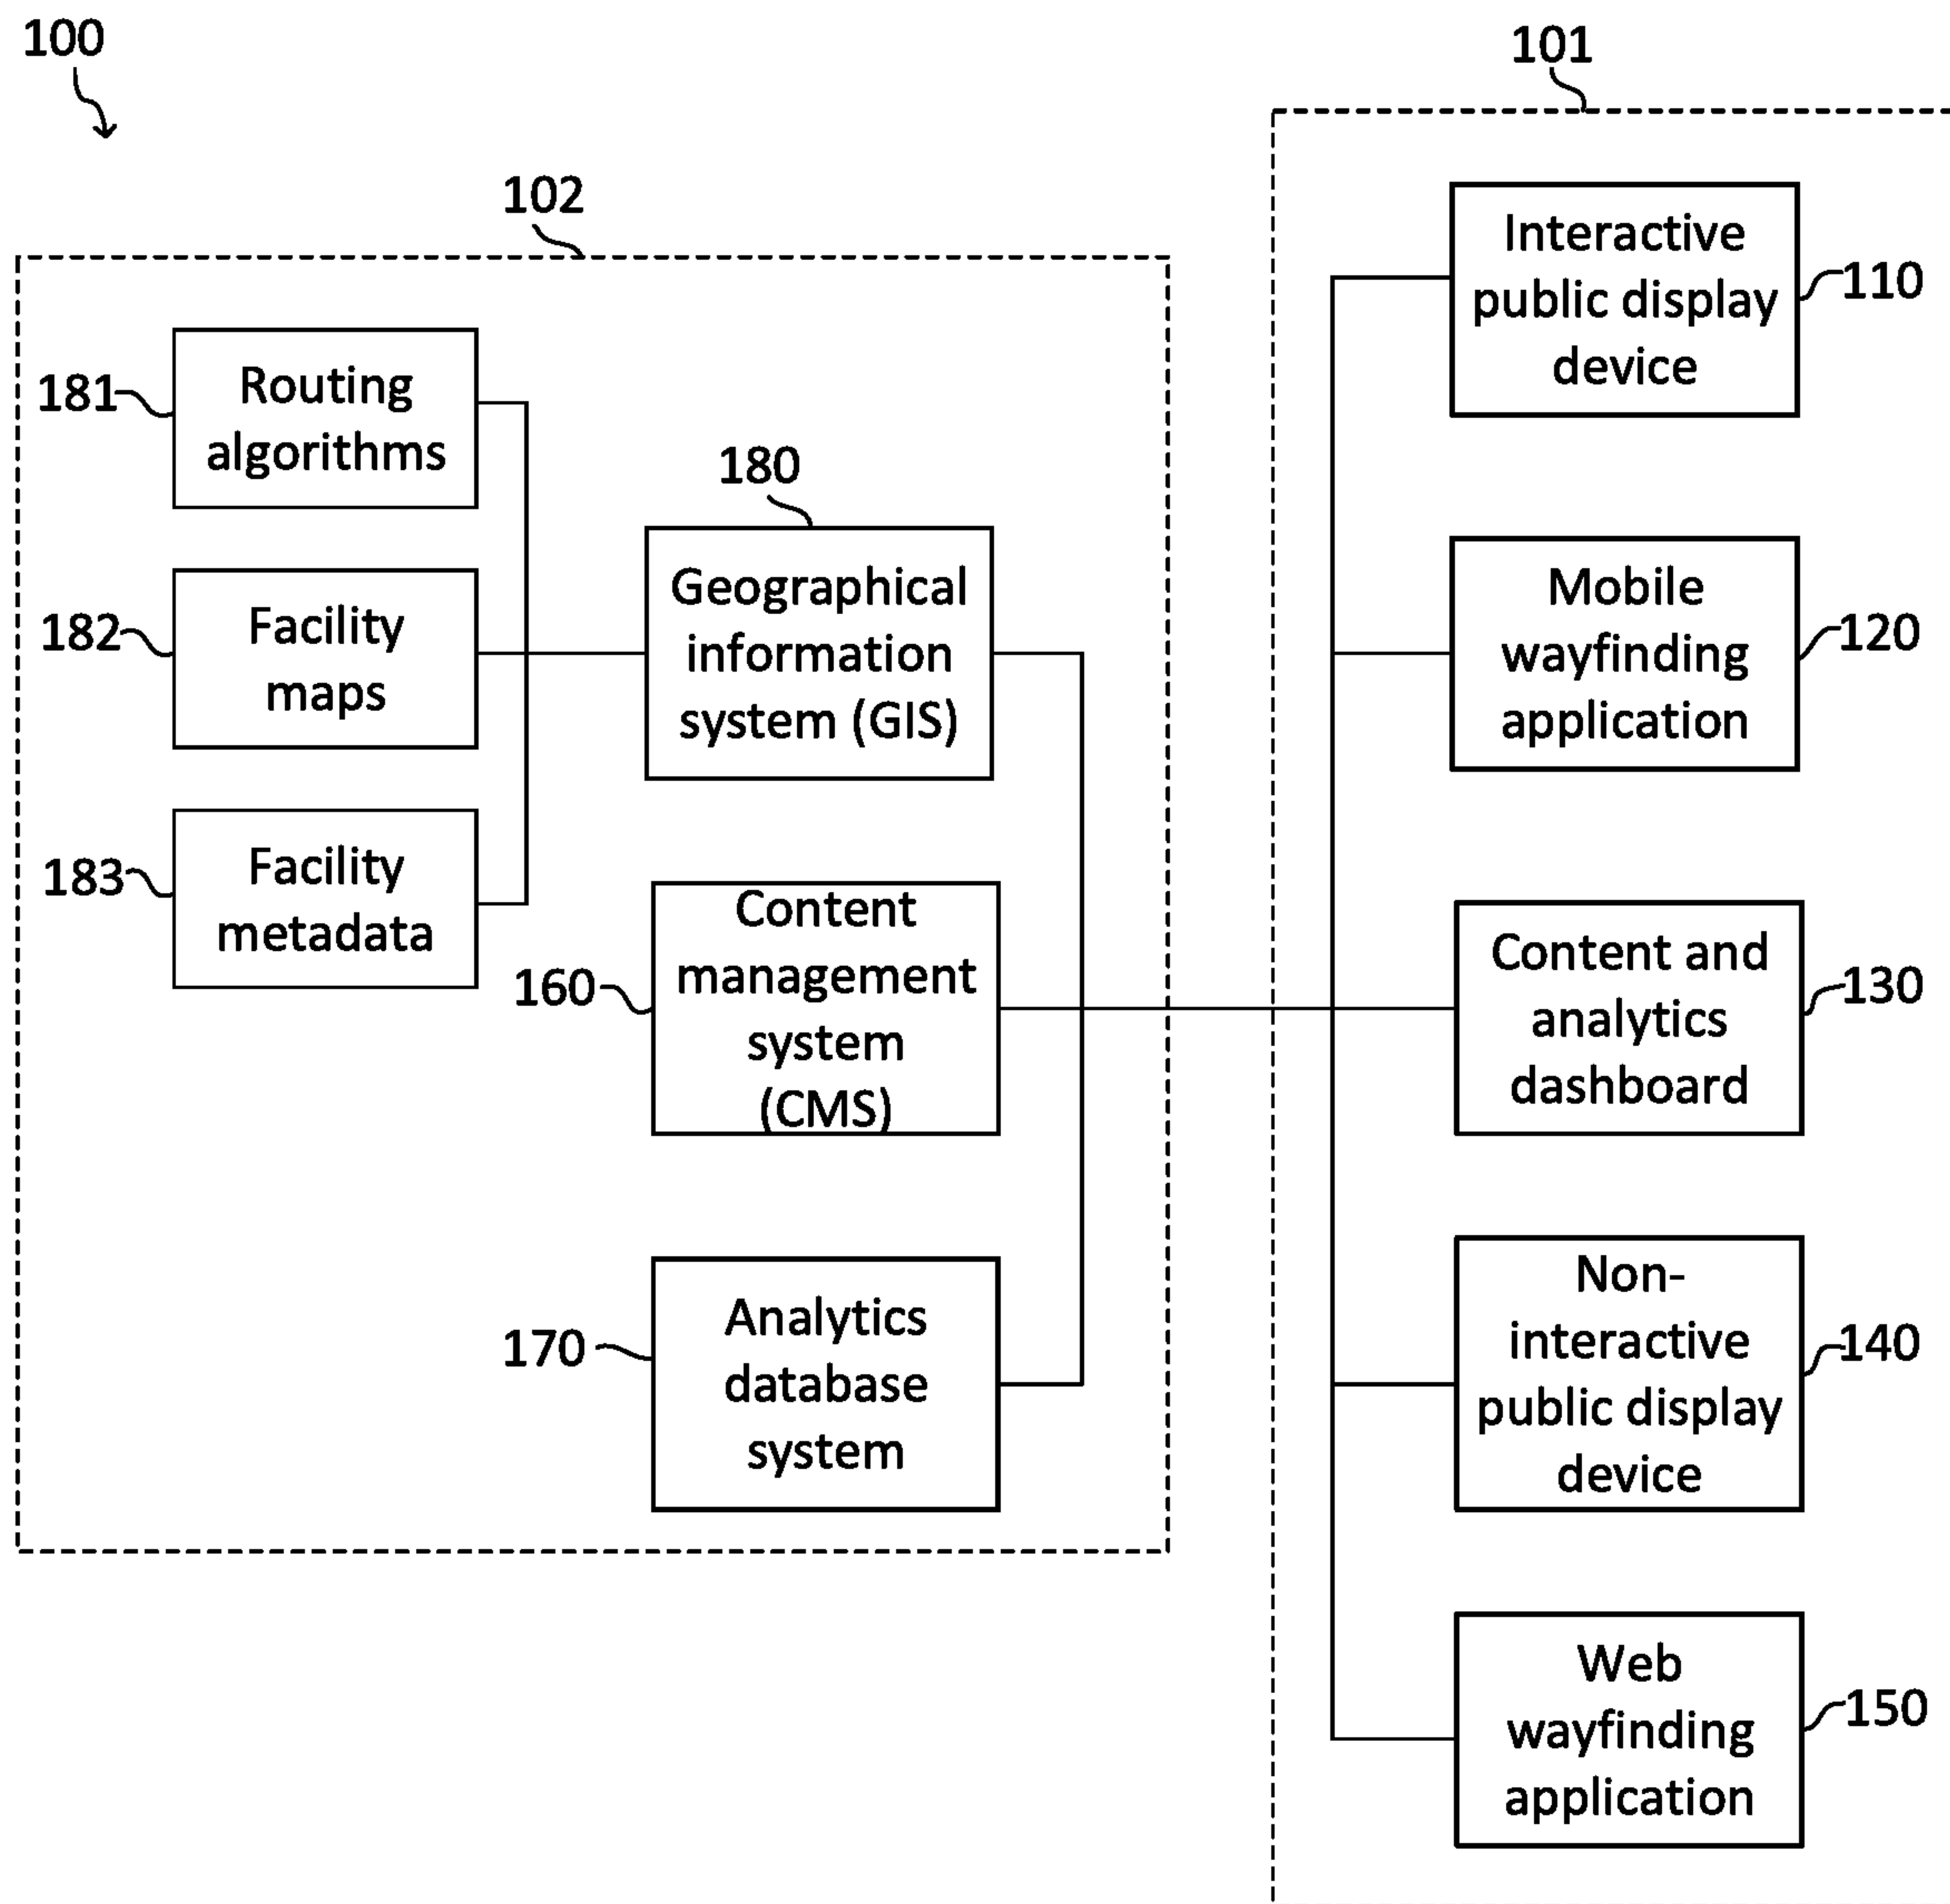 100
101
102
Interactive
public display
device
110
181
Routing
algorithms
180
182
Facility
maps
Geographical
information
system (GIS)
Mobile
wayfinding
application
120
183
Facility
metadata
160
Content
management
system
(CMS)
Content and
analytics
dashboard
130
170
Analytics
database
system
Non-
interactive
public display
device
140
Web
wayfinding
application
150